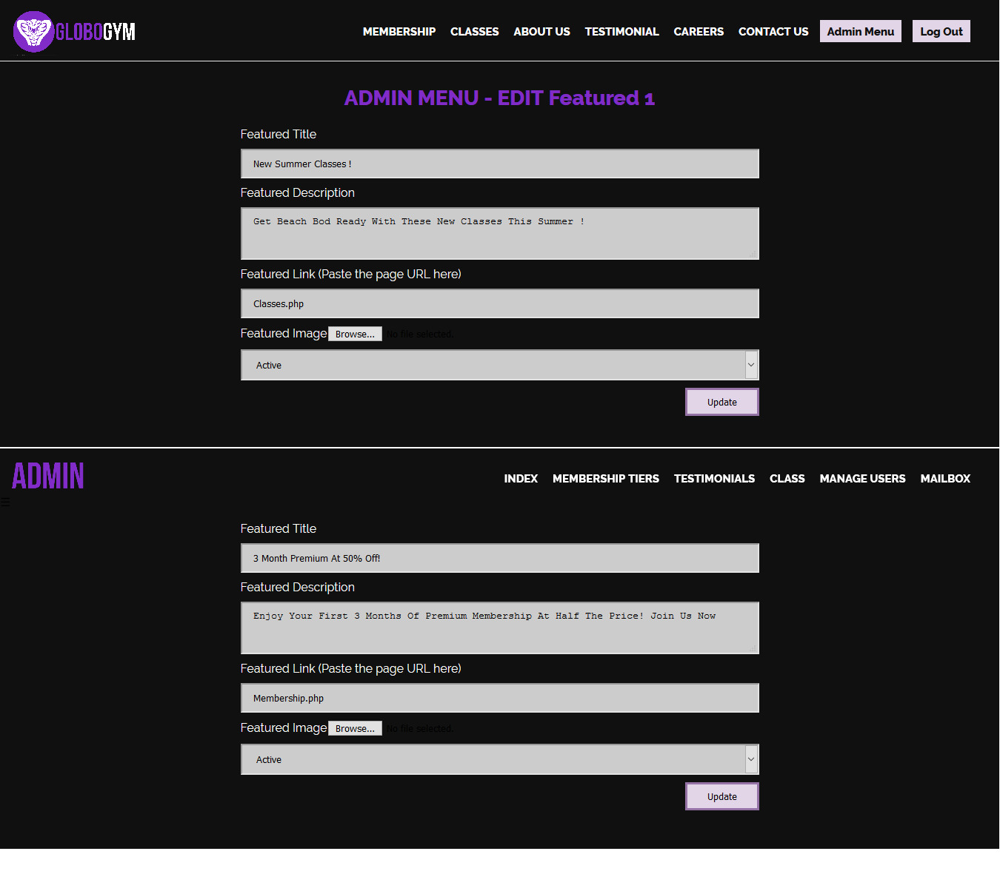 GLOBOGYM
MEMBERSHIP CLASSES ABOUT US TESTIMONIAL CAREERS CONTACT US Admin Menu Log Out
ADMIN MENU - EDIT Featured 1
Featured Title
New Summer Classes !
Featured Description
Get Beach Bod Ready With These New Classes This Summer !
Featured Link (Paste the page URL here)
Classes.php
Featured Image Browse... No file selected.
Active
Update
ADMIN
INDEX MEMBERSHIP TIERS TESTIMONIALS CLASS MANAGE USERS MAILBOX
Featured Title
3 Month Premium At 50% Off!
Featured Description
Enjoy Your First 3 Months Of Premium Membership At Half The Price! Join Us Now
Featured Link (Paste the page URL here)
Membership.php
Featured Image Browse... No file selected.
Active
Update